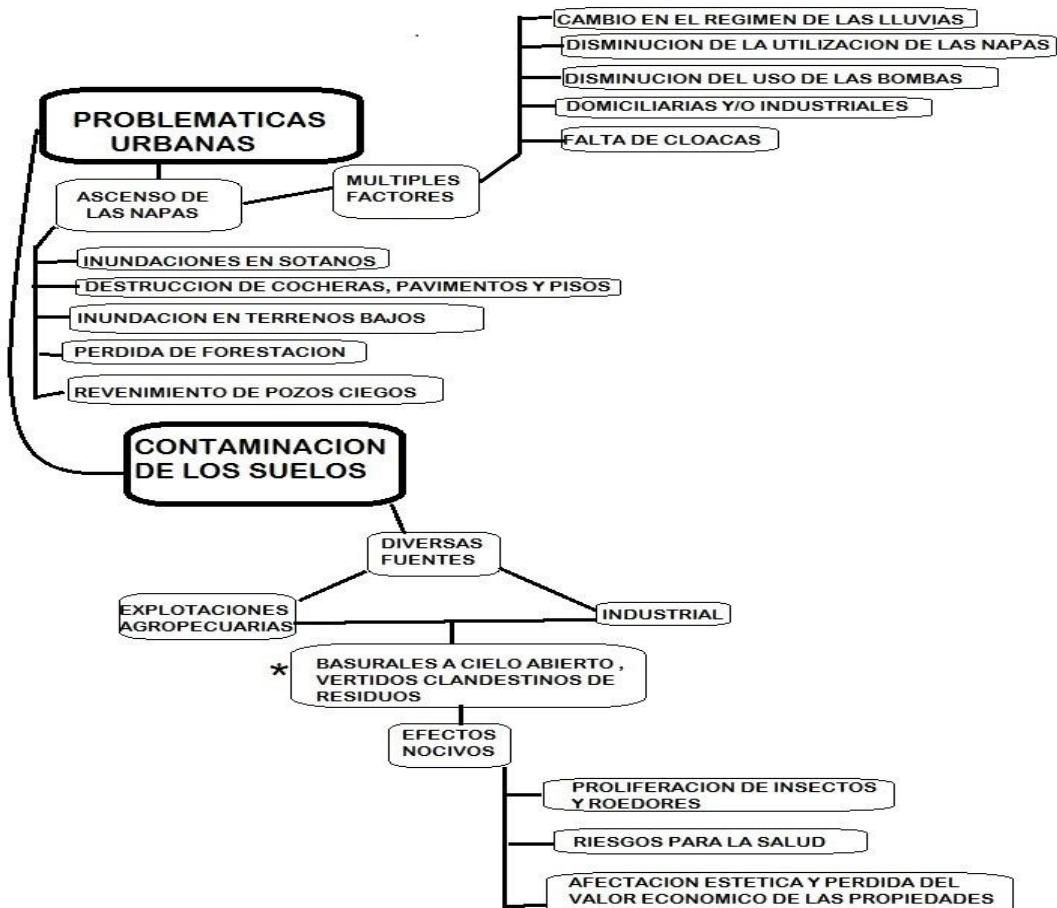 CAMBIO EN EL REGIMEN DE LAS LLUVIAS
DISMINUCION DE LA UTILIZACION DE LAS NAPAS
DISMINUCION DEL USO DE LAS BOMBAS
DOMICILIARIAS Y/O INDUSTRIALES
FALTA DE CLOACAS
PROBLEMATICAS
URBANAS
MULTIPLES
FACTORES
ASCENSO DE
LAS NAPAS
INUNDACIONES EN SOTANOS
DESTRUCCION DE COCHERAS, PAVIMENTOS Y PISOS
INUNDACION EN TERRENOS BAJOS
PERDIDA DE FORESTACION
REVENIMIENTO DE POZOS CIEGOS
CONTAMINACION
DE LOS SUELOS
DIVERSAS
FUENTES
EXPLOTACIONES
AGROPECUARIAS
INDUSTRIAL
* BASURALES A CIELO ABIERTO ,
VERTIDOS CLANDESTINOS DE
RESIDUOS
EFECTOS
NOCIVOS
PROLIFERACION DE INSECTOS
Y ROEDORES
RIESGOS PARA LA SALUD
AFECTACION ESTETICA Y PERDIDA DEL
VALOR ECONOMICO DE LAS PROPIEDADES